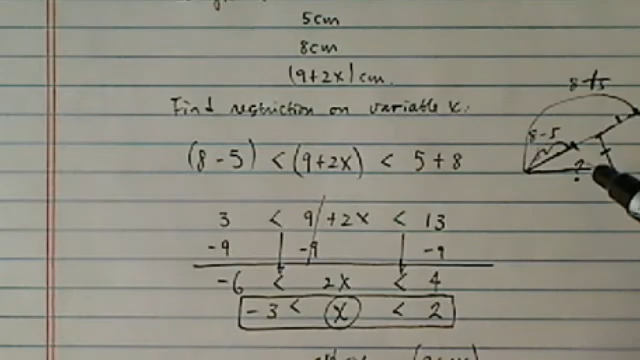 5cm
8cm
(9+2x)cm.
Find restriction on variable x.
8+5
8-5
(8-5) < (9+2x) < 5+8
?
3 < 9+2x < 13
-9 -9 -9
-6 < 2x < 4
-3 < x < 2